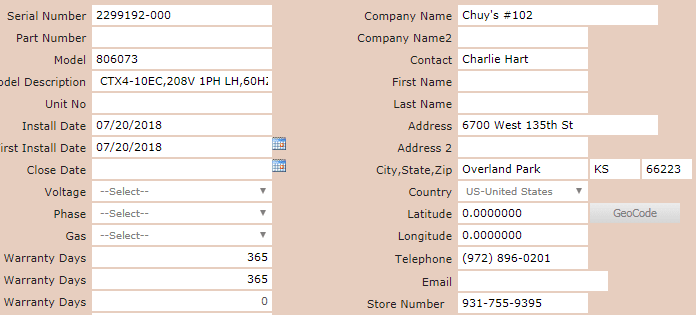 Serial Number 2299192-000
Part Number
Model 806073
odel Description CTX4-10EC,208V 1PH LH,60HZ
Unit No
Install Date 07/20/2018
First Install Date 07/20/2018
Close Date
Voltage --Select--
Phase --Select--
Gas --Select--
Warranty Days 365
Warranty Days 365
Warranty Days 0
Company Name Chuy's #102
Company Name2
Contact Charlie Hart
First Name
Last Name
Address 6700 West 135th St
Address 2
City,State,Zip Overland Park KS 66223
Country US-United States
Latitude 0.0000000 GeoCode
Longitude 0.0000000
Telephone (972) 896-0201
Email
Store Number 931-755-9395